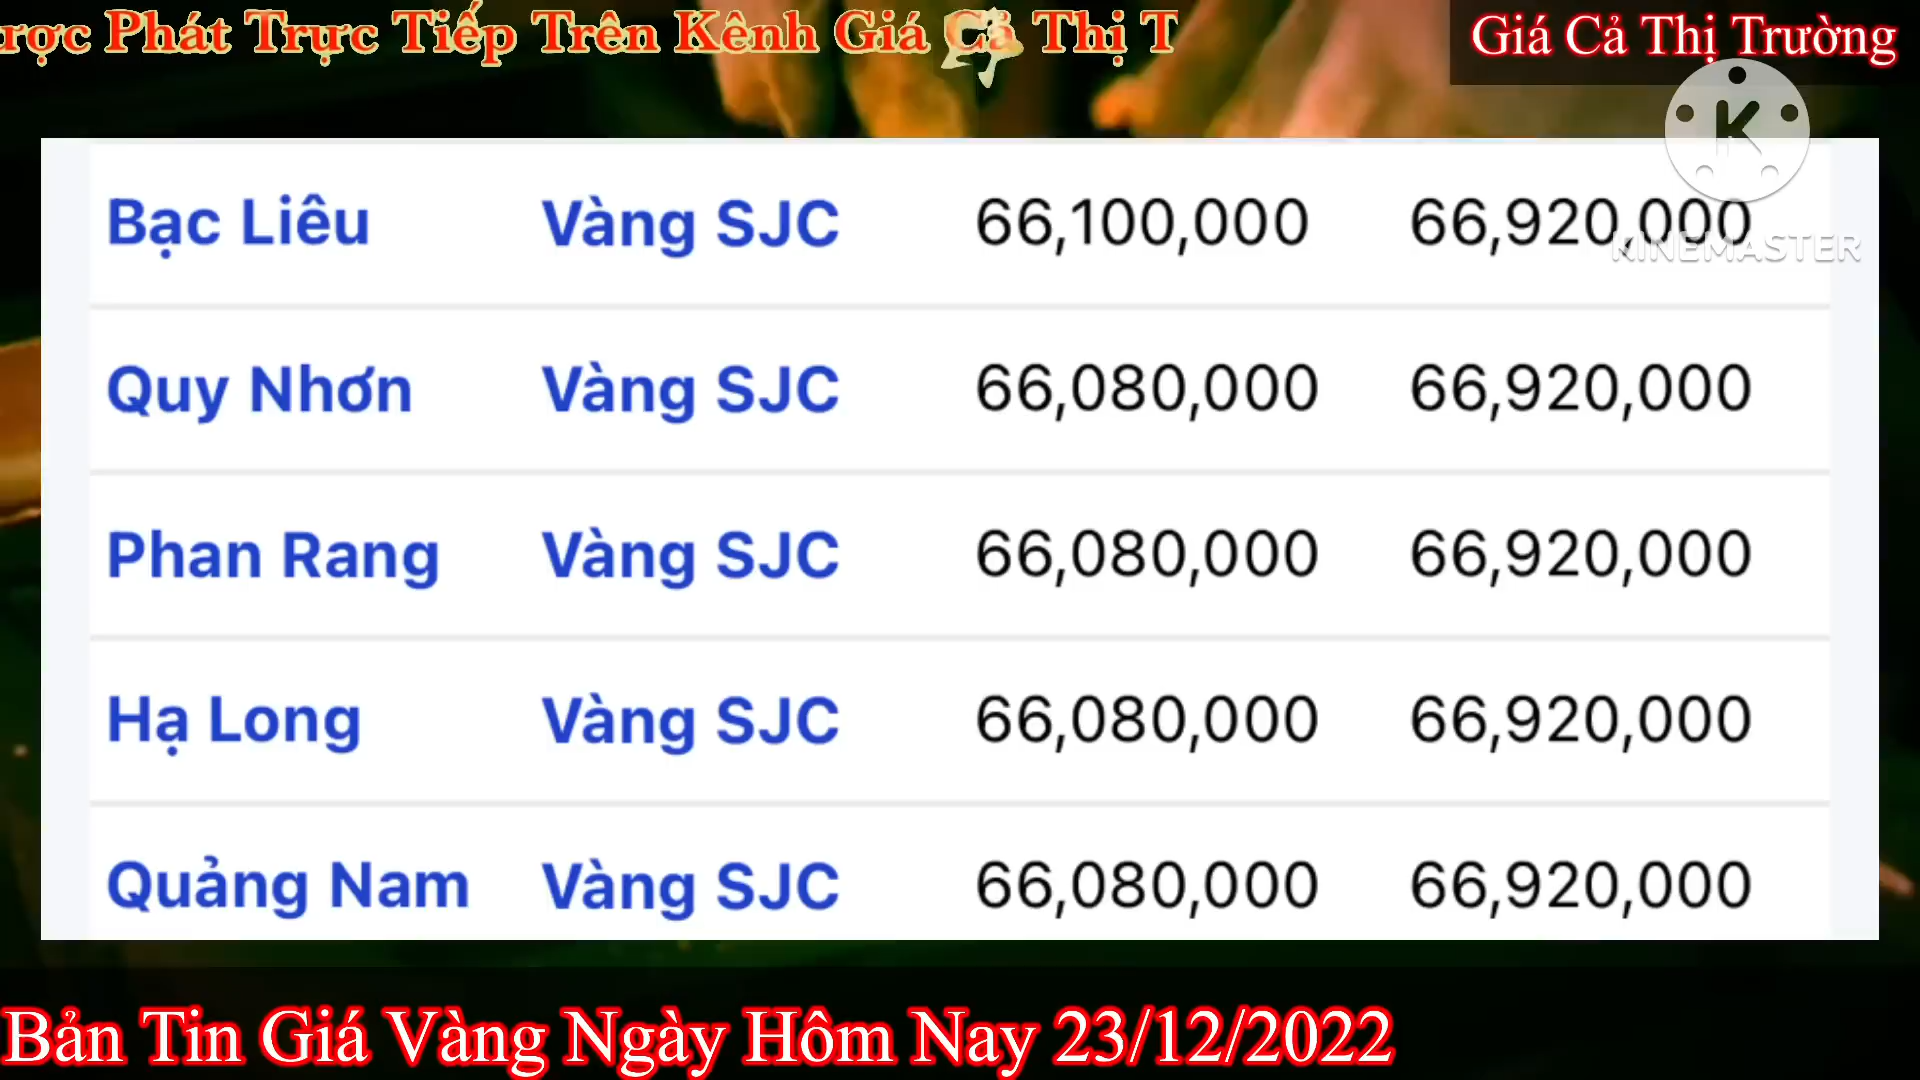 ược Phát Trực Tiếp Trên Kênh Giá Cả Thị T
Giá Cả Thị Trường
K
KINEMASTER
Bạc Liêu Vàng SJC 66,100,000 66,920,000
Quy Nhơn Vàng SJC 66,080,000 66,920,000
Phan Rang Vàng SJC 66,080,000 66,920,000
Hạ Long Vàng SJC 66,080,000 66,920,000
Quảng Nam Vàng SJC 66,080,000 66,920,000
Bản Tin Giá Vàng Ngày Hôm Nay 23/12/2022